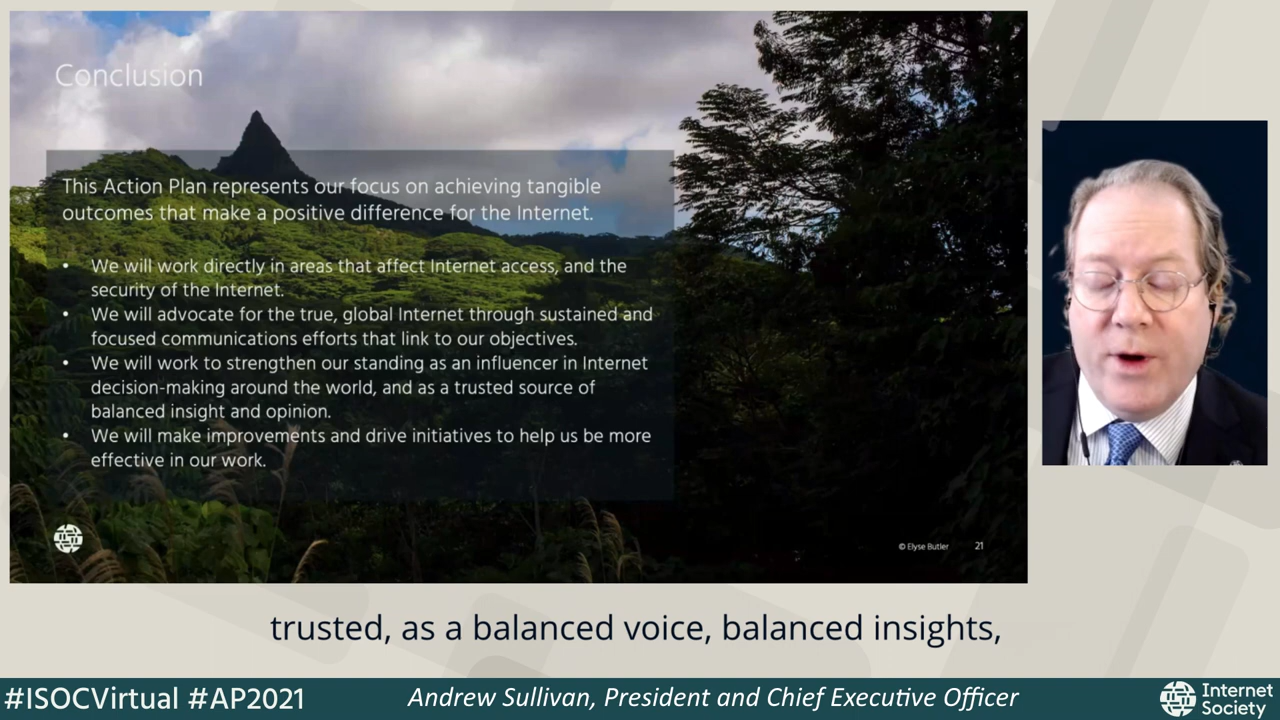 Conclusion
This Action Plan represents our focus on achieving tangible
outcomes that make a positive difference for the Internet.
• We will work directly in areas that affect Internet access, and the
security of the Internet.
• We will advocate for the true, global Internet through sustained and
focused communications efforts that link to our objectives.
• We will work to strengthen our standing as an influencer in Internet
decision-making around the world, and as a trusted source of
balanced insight and opinion.
• We will make improvements and drive initiatives to help us be more
effective in our work.
© Elyse Butler 21
trusted, as a balanced voice, balanced insights,
#ISOCVirtual #AP2021
Andrew Sullivan, President and Chief Executive Officer
Internet
Society